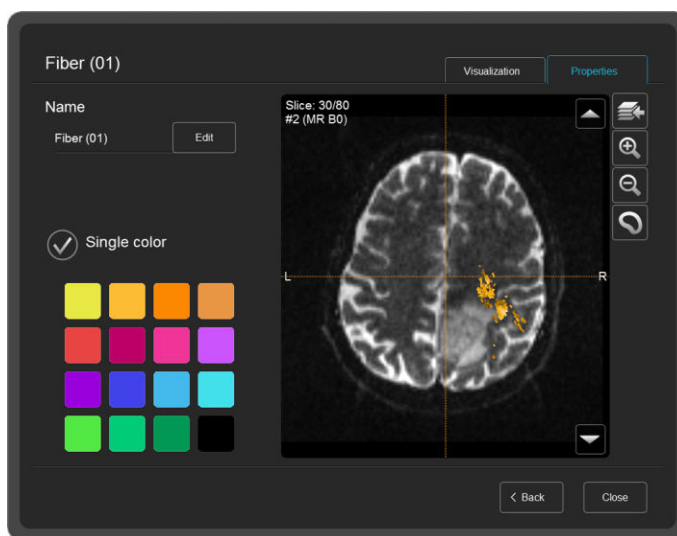 Fiber (01)
Visualization
Properties
Name
Fiber (01)
Edit
Single color
Slice: 30/80
#2 (MR B0)
L
R
< Back
Close